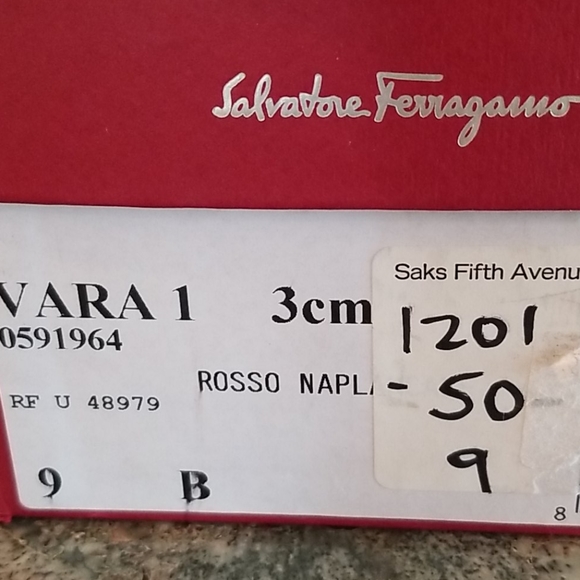 Salvatore Ferragamo
VARA 1 3cm
0591964
ROSSO NAPLA
RF U 48979
9 B
Saks Fifth Avenu
1201
-50
9
8